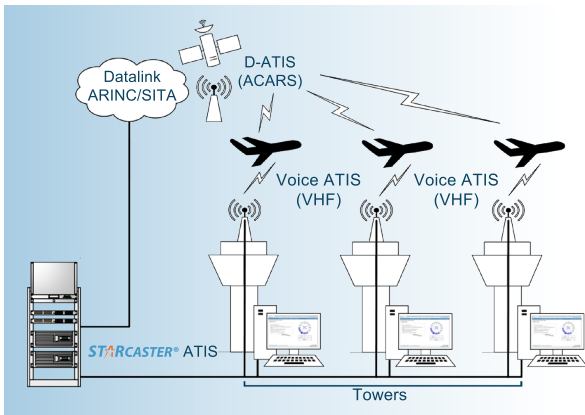 D-ATIS
(ACARS)
Datalink
ARINC/SITA
Voice ATIS
(VHF)
Voice ATIS
(VHF)
STARCASTER® ATIS
Towers